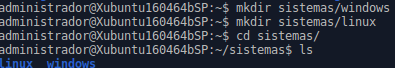 administrador@Xubuntu160464bSP:~$ mkdir sistemas/windows
administrador@Xubuntu160464bSP:~$ mkdir sistemas/linux
administrador@Xubuntu160464bSP:~$ cd sistemas/
administrador@Xubuntu160464bSP:~/sistemas$ ls
linux  windows